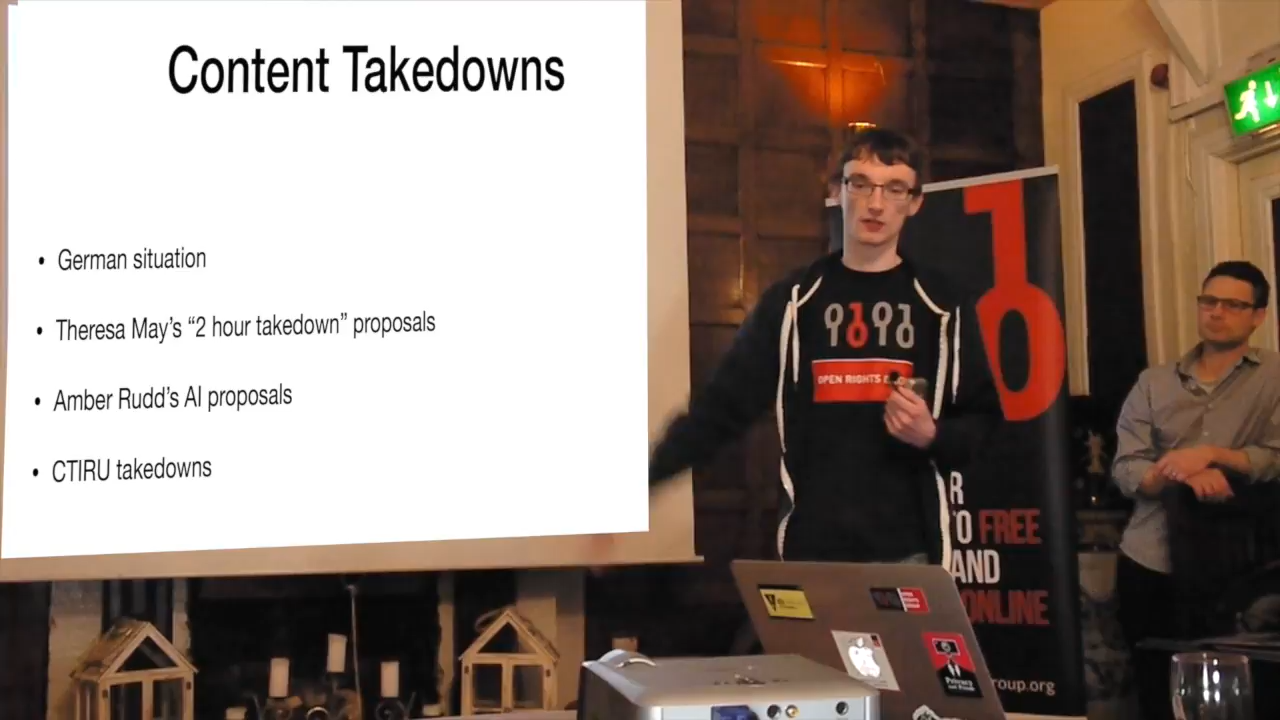 Content Takedowns
• German situation
• Theresa May's “2 hour takedown” proposals
• Amber Rudd's AI proposals
• CTIRU takedowns
OPEN RIGHTS
FREE
AND
ONLINE
roup.org
Privacy